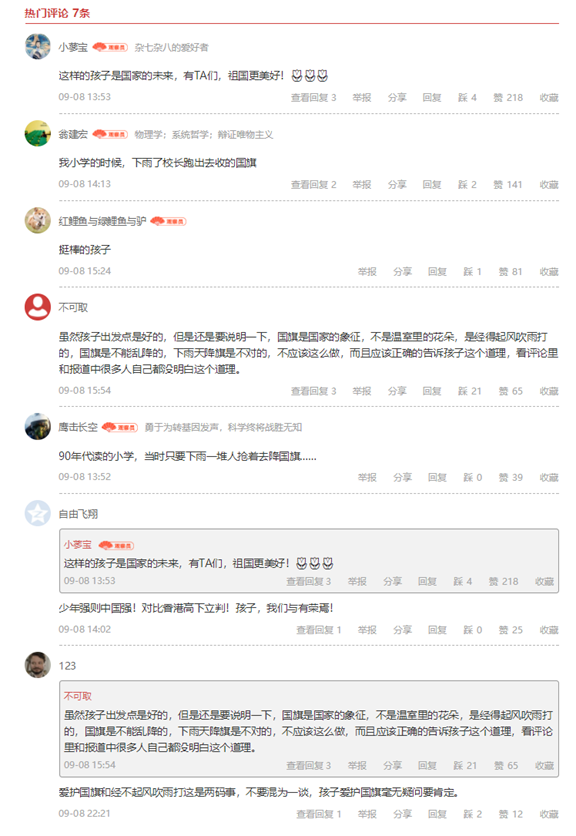 热门评论 7条
小萝宝 观察员 杂七杂八的爱好者
这样的孩子是国家的未来，有TA们，祖国更美好！
09-08 13:53 查看回复 3 举报 分享 回复 踩 4 赞 218 收藏
翁建宏 观察员 物理学；系统哲学；辩证唯物主义
我小学的时候，下雨了校长跑出去收的国旗
09-08 14:13 查看回复 2 举报 分享 回复 踩 2 赞 141 收藏
红鲤鱼与绿鲤鱼与驴 观察员
挺棒的孩子
09-08 15:24 举报 分享 回复 踩 1 赞 81 收藏
不可取
虽然孩子出发点是好的，但是还是要说明一下，国旗是国家的象征，不是温室里的花朵，是经得起风吹雨打
的，国旗是不能乱降的，下雨天降旗是不对的，不应该这么做，而且应该正确的告诉孩子这个道理，看评论里
和报道中很多人自己都没明白这个道理。
09-08 15:54 查看回复 3 举报 分享 回复 踩 21 赞 65 收藏
鹰击长空 观察员 勇于为转基因发声，科学终将战胜无知
90年代读的小学，当时只要下雨一堆人抢着去降国旗……
09-08 13:52 举报 分享 回复 踩 0 赞 39 收藏
自由飞翔
小萝宝 观察员
这样的孩子是国家的未来，有TA们，祖国更美好！
09-08 13:53 查看回复 3 举报 分享 回复 踩 4 赞 218 收藏
少年强则中国强！对比香港高下立判！孩子，我们与有荣焉！
09-08 14:02 查看回复 1 举报 分享 回复 踩 0 赞 25 收藏
123
不可取
虽然孩子出发点是好的，但是还是要说明一下，国旗是国家的象征，不是温室里的花朵，是经得起风吹雨打
的，国旗是不能乱降的，下雨天降旗是不对的，不应该这么做，而且应该正确的告诉孩子这个道理，看评论
里和报道中很多人自己都没明白这个道理。
09-08 15:54 查看回复 3 举报 分享 回复 踩 21 赞 65 收藏
爱护国旗和经不起风吹雨打这是两码事，不要混为一谈，孩子爱护国旗毫无疑问要肯定。
09-08 22:21 查看回复 1 举报 分享 回复 踩 2 赞 12 收藏